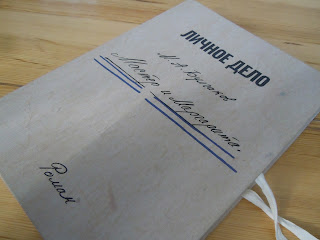 ЛИЧНОЕ ДЕЛО
М. А. Булгаков
Мастер и Маргарита.
Роман